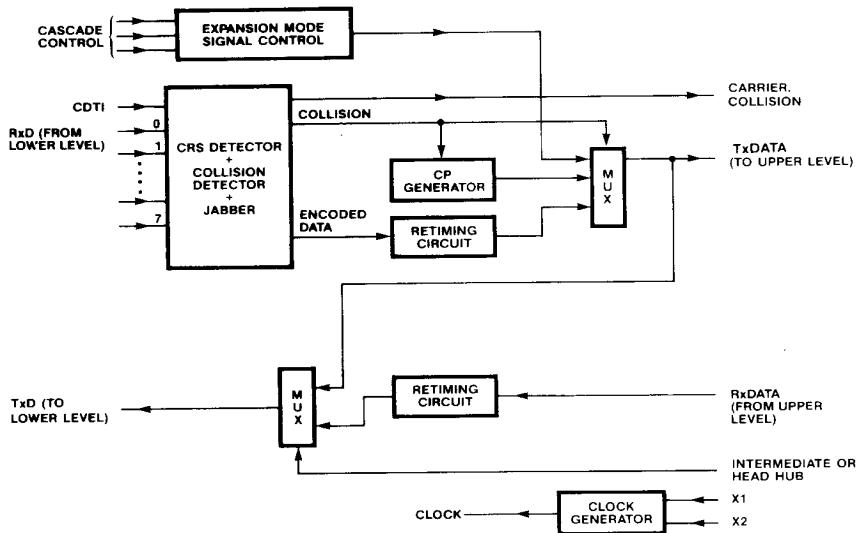 CASCADE
CONTROL
EXPANSION MODE
SIGNAL CONTROL
CDTI
RxD (FROM
LOWER LEVEL)
0
1
7
CRS DETECTOR
+
COLLISION
DETECTOR
+
JABBER
COLLISION
CARRIER.
COLLISION
CP
GENERATOR
MUX
TxDATA
(TO UPPER LEVEL)
ENCODED
DATA
RETIMING
CIRCUIT
TxD (TO
LOWER LEVEL)
MUX
RETIMING
CIRCUIT
RxDATA
(FROM UPPER
LEVEL)
INTERMEDIATE OR
HEAD HUB
CLOCK
CLOCK
GENERATOR
X1
X2